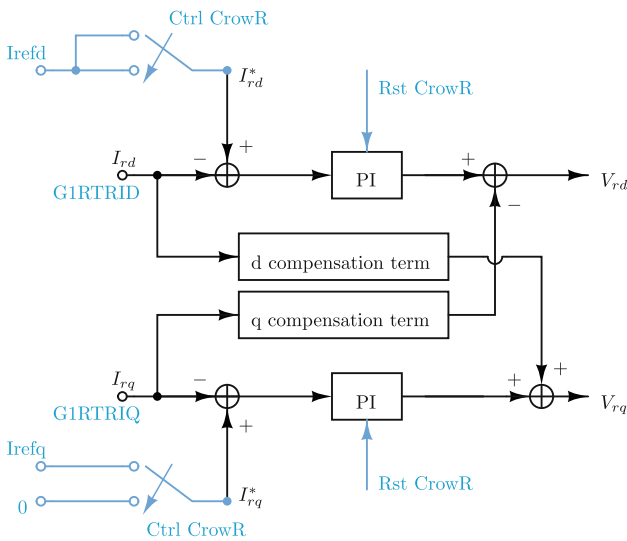 Ctrl CrowR
Irefd
I*rd
Rst CrowR
+
Ird
−
+
G1RTRID
PI
Vrd
−
d compensation term
q compensation term
+
Irq
−
+
G1RTRIQ
PI
Vrq
+
Irefq
I*rq
Rst CrowR
0
Ctrl CrowR